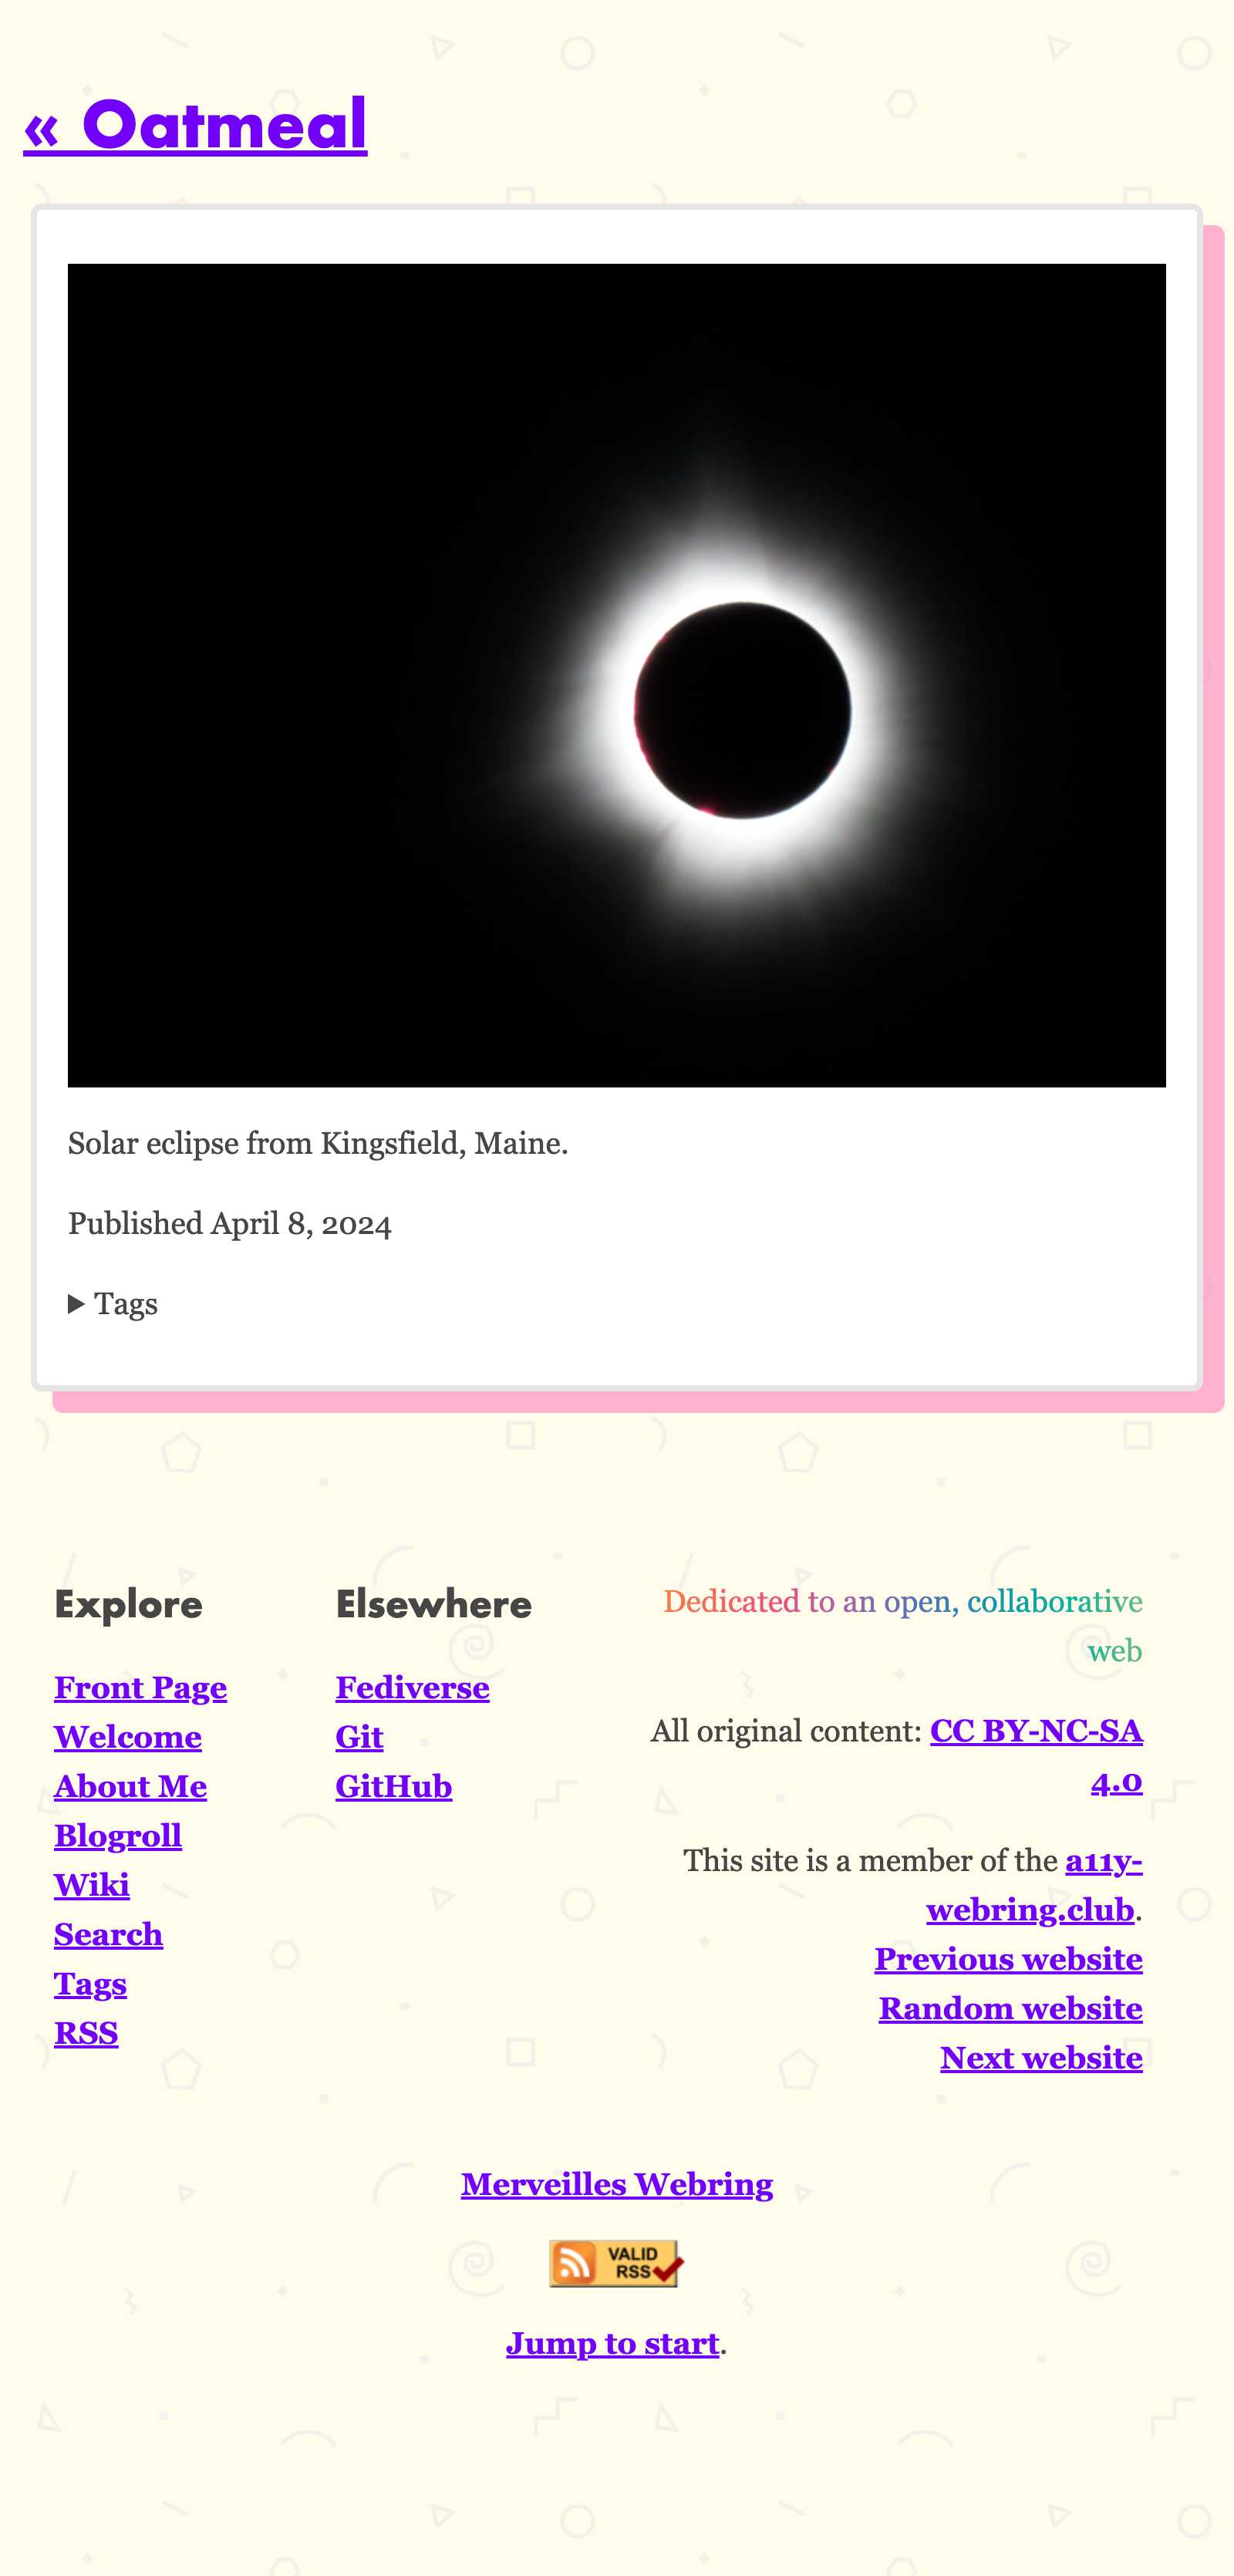 « Oatmeal
Solar eclipse from Kingsfield, Maine.
Published April 8, 2024
▶ Tags
Explore
Front Page
Welcome
About Me
Blogroll
Wiki
Search
Tags
RSS
Elsewhere
Fediverse
Git
GitHub
Dedicated to an open, collaborative
web
All original content: CC BY-NC-SA
4.0
This site is a member of the a11y-
webring.club.
Previous website
Random website
Next website
Merveilles Webring
VALID
RSS
Jump to start.